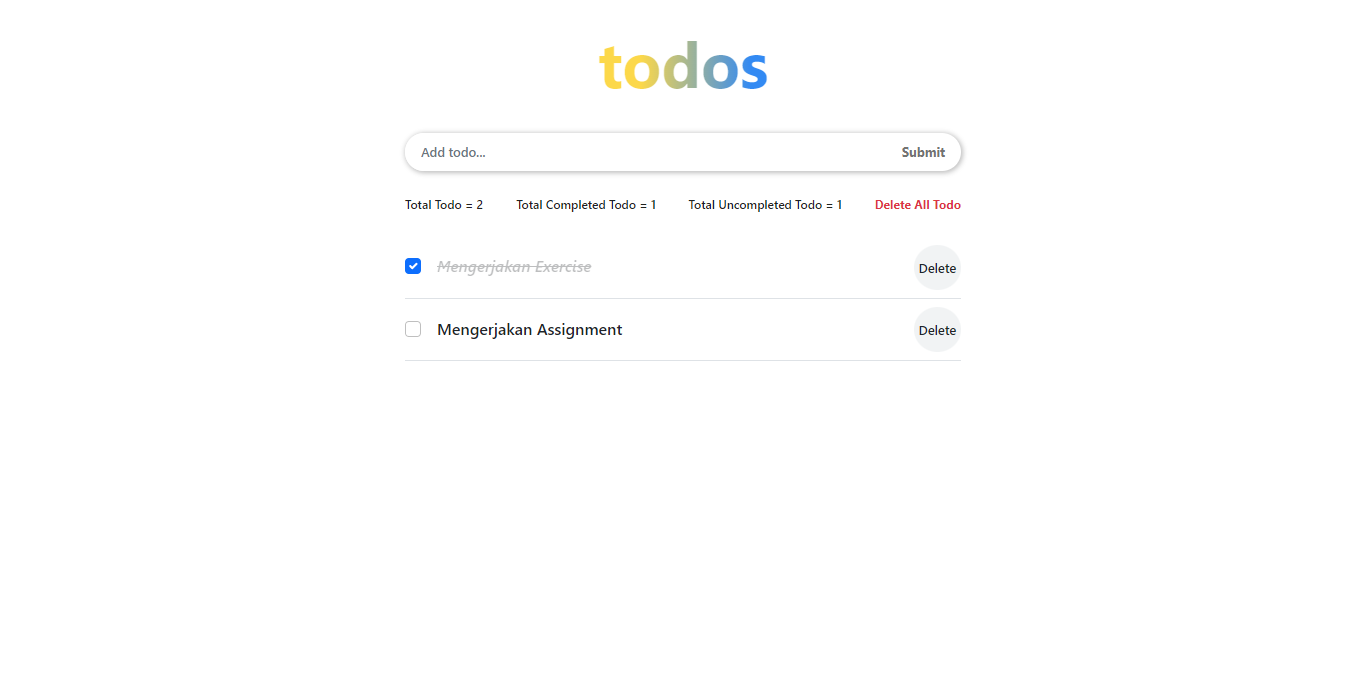 todos
Add todo... Submit
Total Todo = 2 Total Completed Todo = 1 Total Uncompleted Todo = 1 Delete All Todo
Mengerjakan Exercise Delete
Mengerjakan Assignment Delete